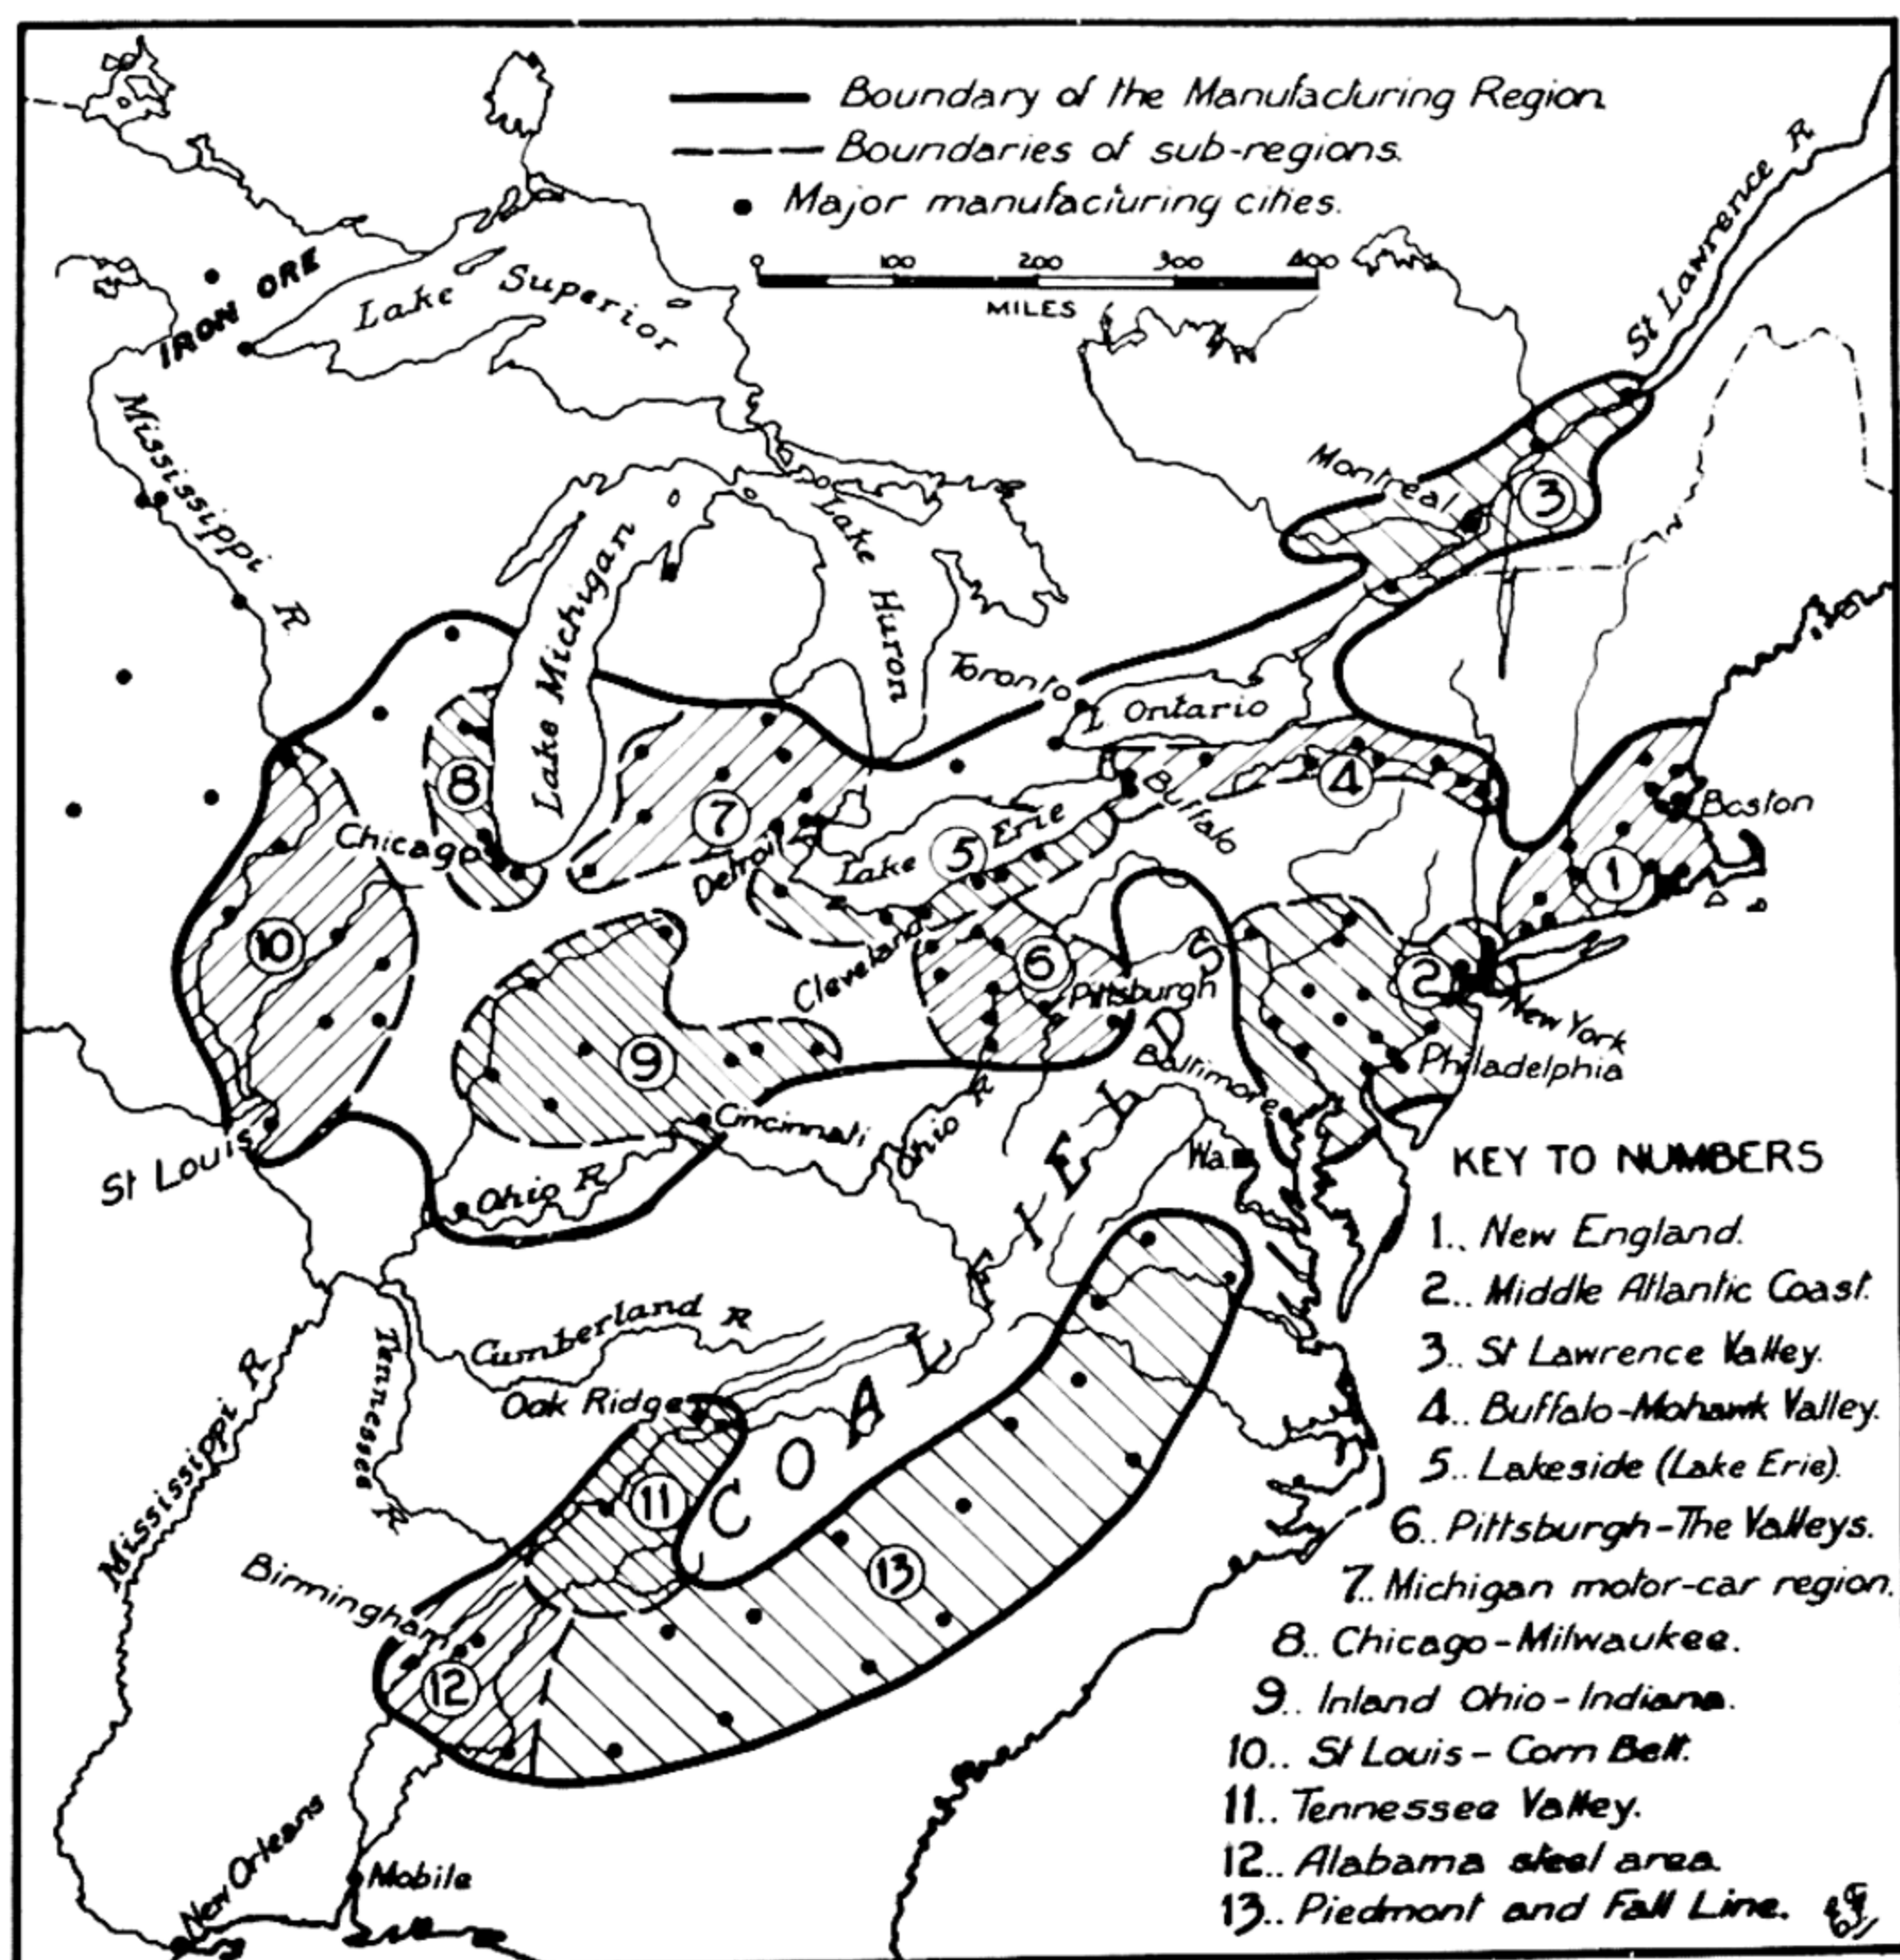 Boundary of the Manufacturing Region
Boundaries of sub-regions.
Major manufacturing cities.
0 100 200 300 400
MILES
St Lawrence R
IRON ORE
Lake Superior
Mississippi R
Montreal
3
Lake Michigan
Lake Huron
Toronto
L Ontario
8
7
Chicago
Detroit
Lake Erie
5
Buffalo
4
Boston
1
10
Cleveland
6
Pittsburgh
2
New York
9
Baltimore
Philadelphia
Cincinnati
Ohio R
St Louis
Ohio R
Wa.
COAL FIELDS
Cumberland R
Tennessee R
Oak Ridge
Mississippi R
11
Birmingham
13
12
New Orleans
Mobile
KEY TO NUMBERS
1.. New England.
2.. Middle Atlantic Coast.
3.. St Lawrence Valley.
4.. Buffalo-Mohawk Valley.
5.. Lakeside (Lake Erie).
6.. Pittsburgh-The Valleys.
7.. Michigan motor-car region.
8.. Chicago-Milwaukee.
9.. Inland Ohio-Indiana.
10.. St Louis- Corn Belt.
11.. Tennessee Valley.
12.. Alabama steel area.
13.. Piedmont and Fall Line.